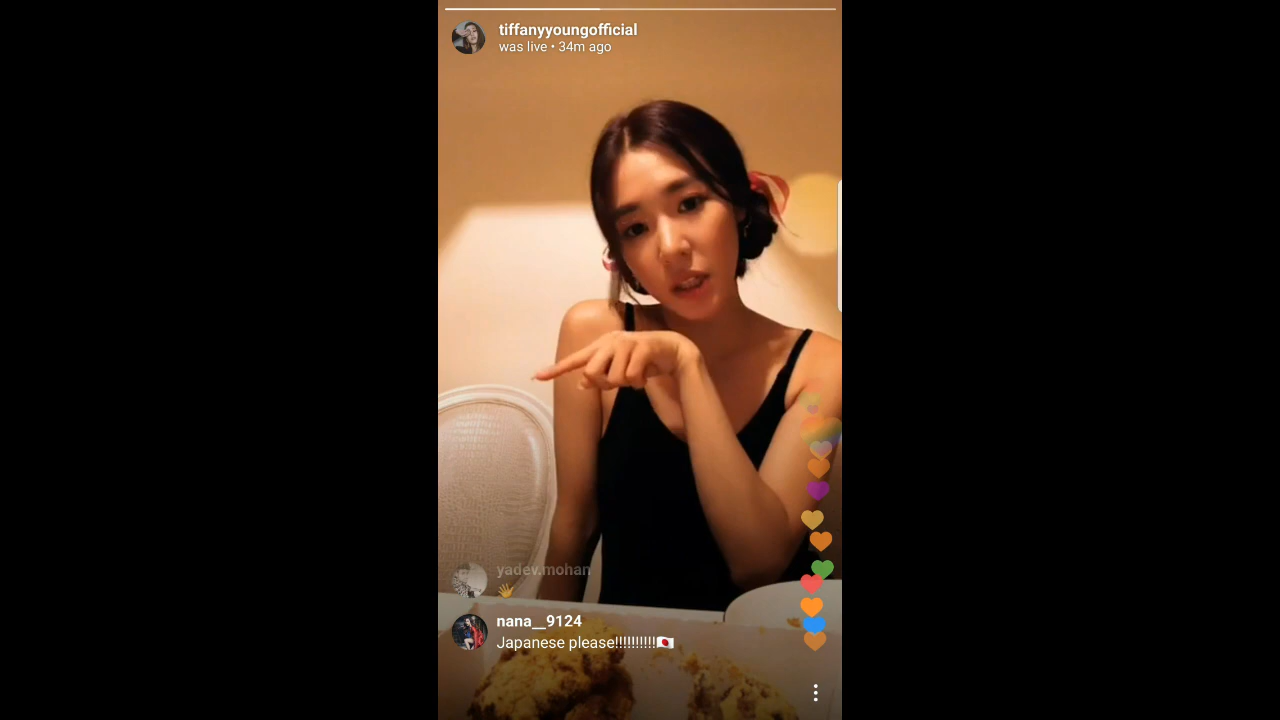 tiffanyyoungofficial
was live • 34m ago
yadev.mohan
👋
nana__9124
Japanese please!!!!!!!!!!🇯🇵